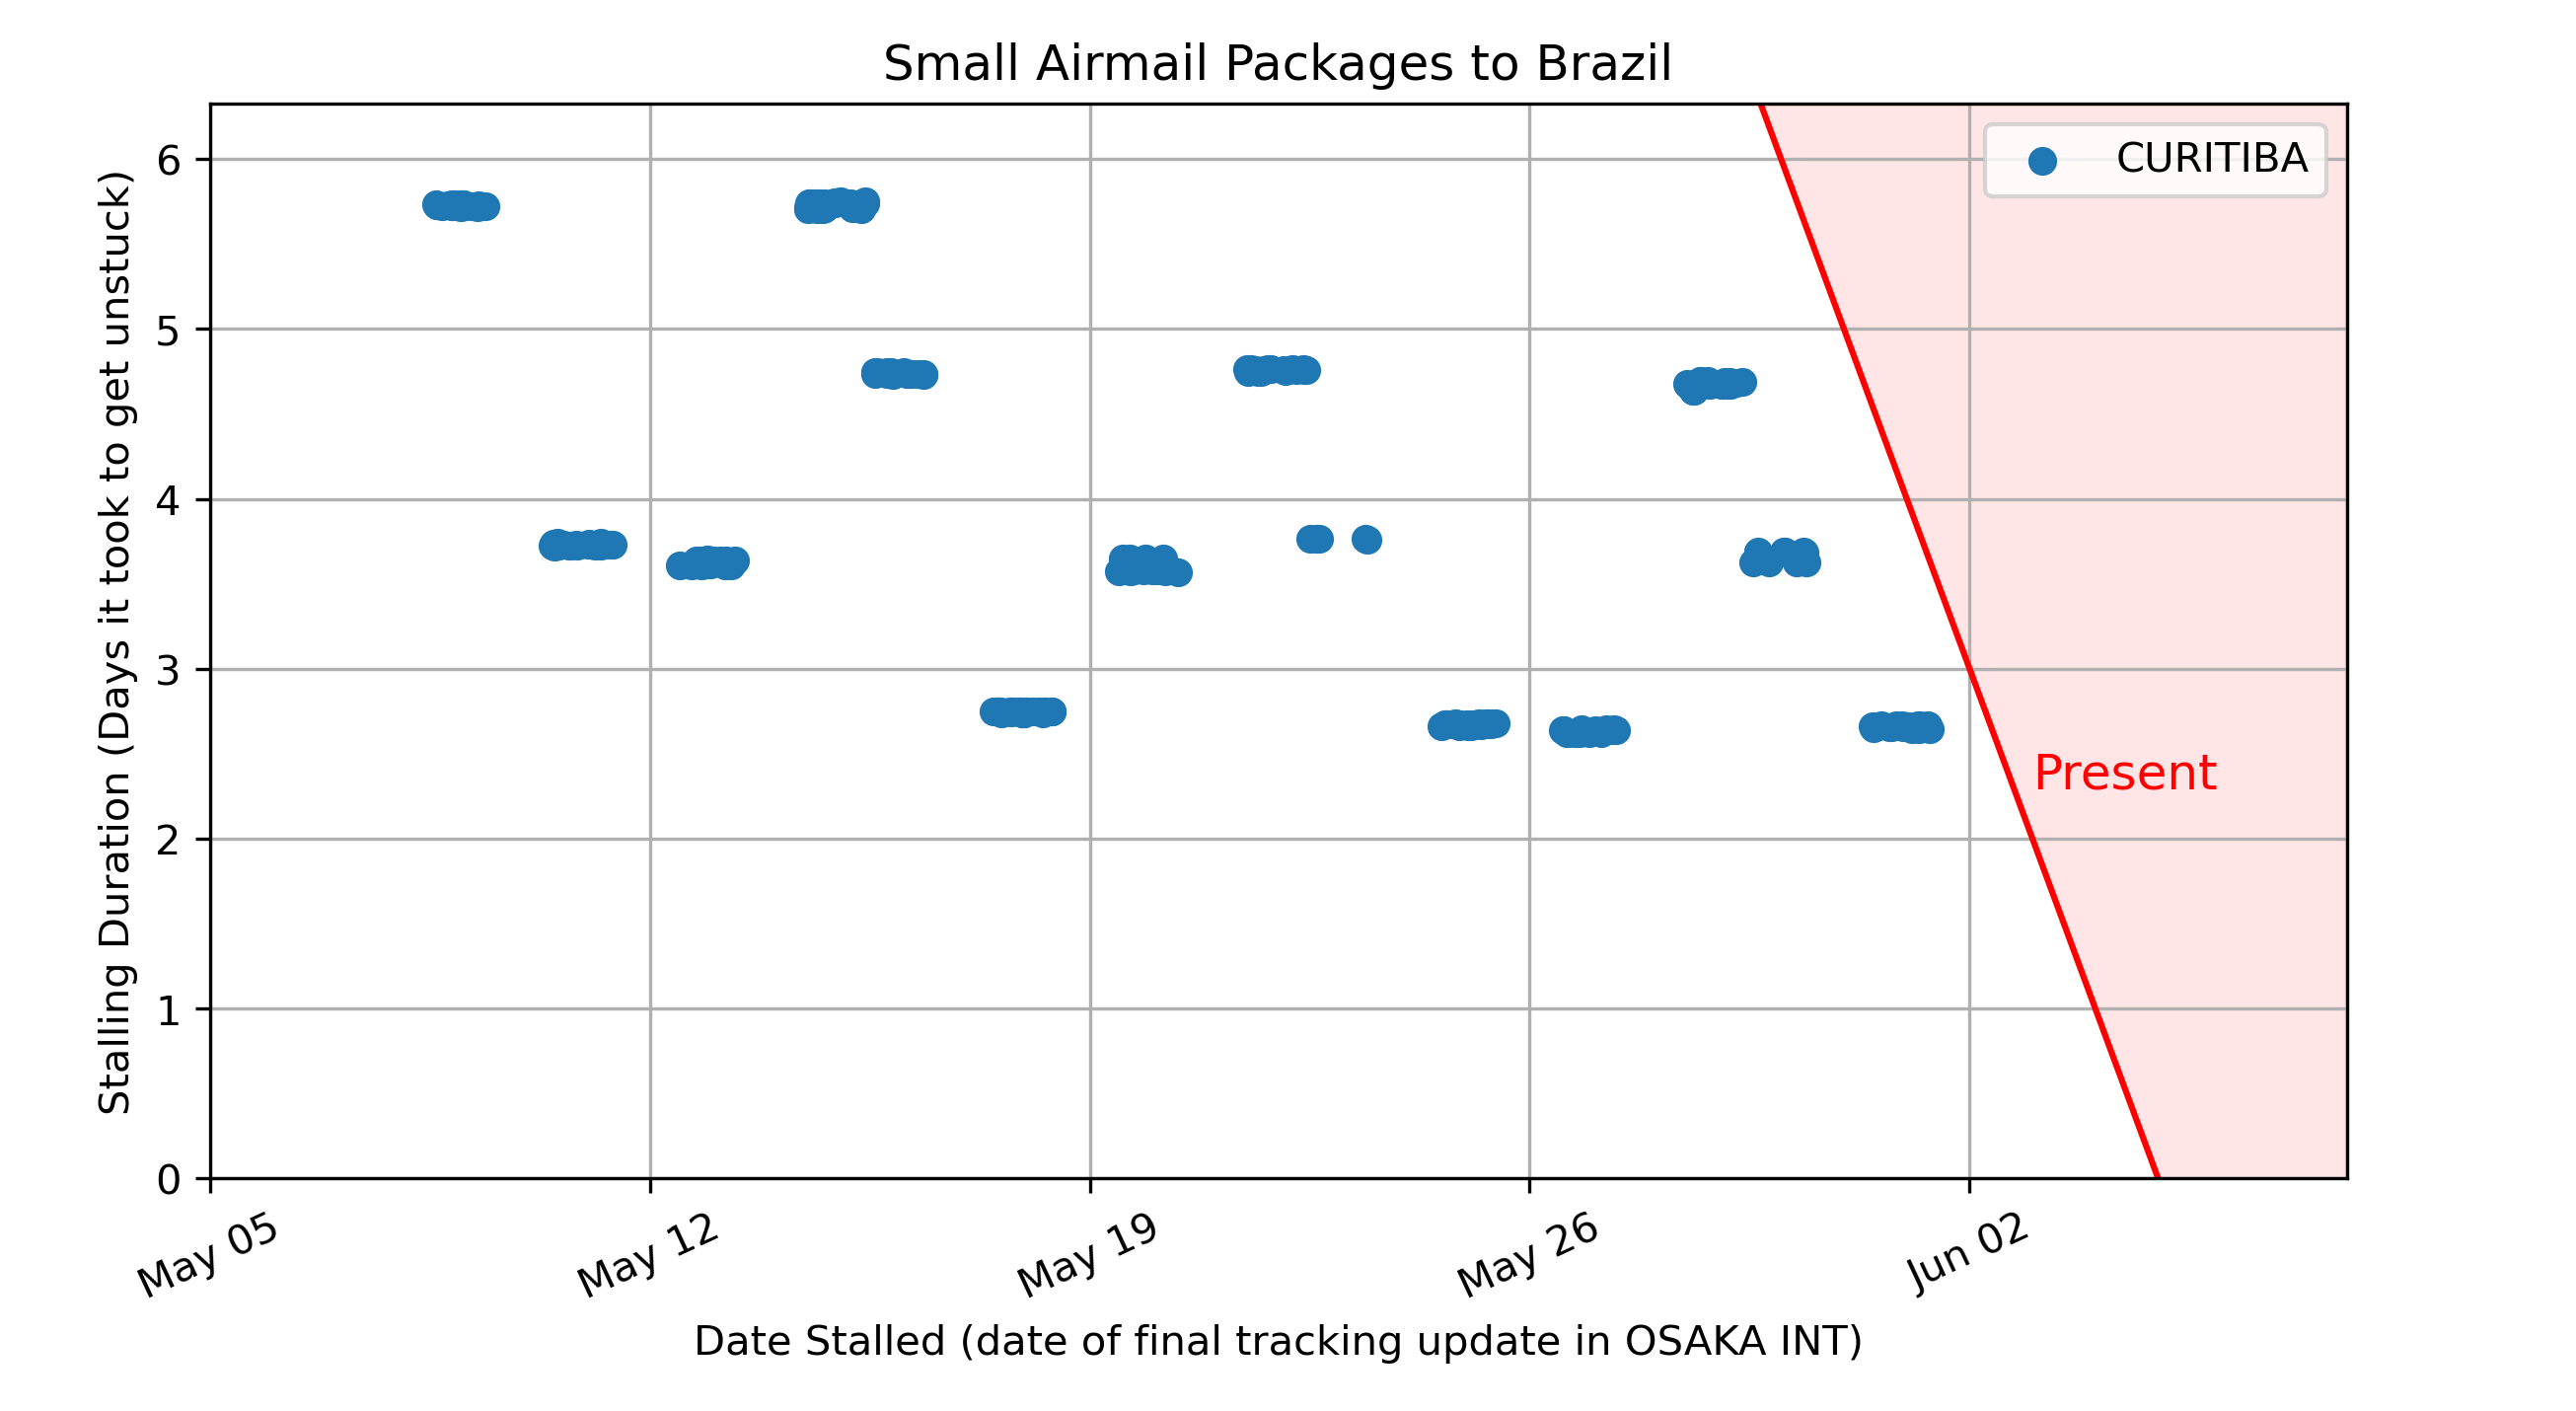 Small Airmail Packages to Brazil
CURITIBA
Stalling Duration (Days it took to get unstuck)
6
5
4
3
2
1
0
Present
May 05
May 12
May 19
May 26
Jun 02
Date Stalled (date of final tracking update in OSAKA INT)